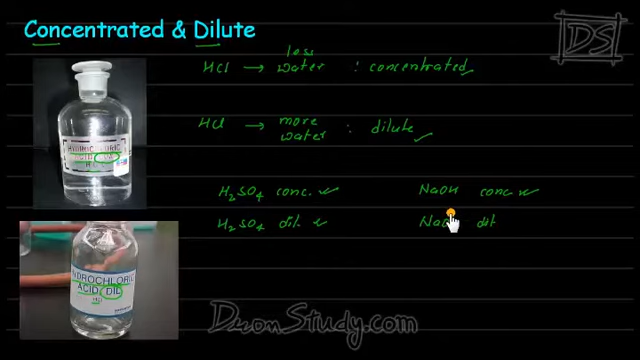 Concentrated & Dilute
DS
HCl → less water : concentrated
HCl → more water : dilute
HYDROCHLORIC
ACID
H₂SO₄ conc. NaOH conc.
H₂SO₄ dil. dil
HYDROCHLORIC
ACID DIL
HCl
DronStudy.com